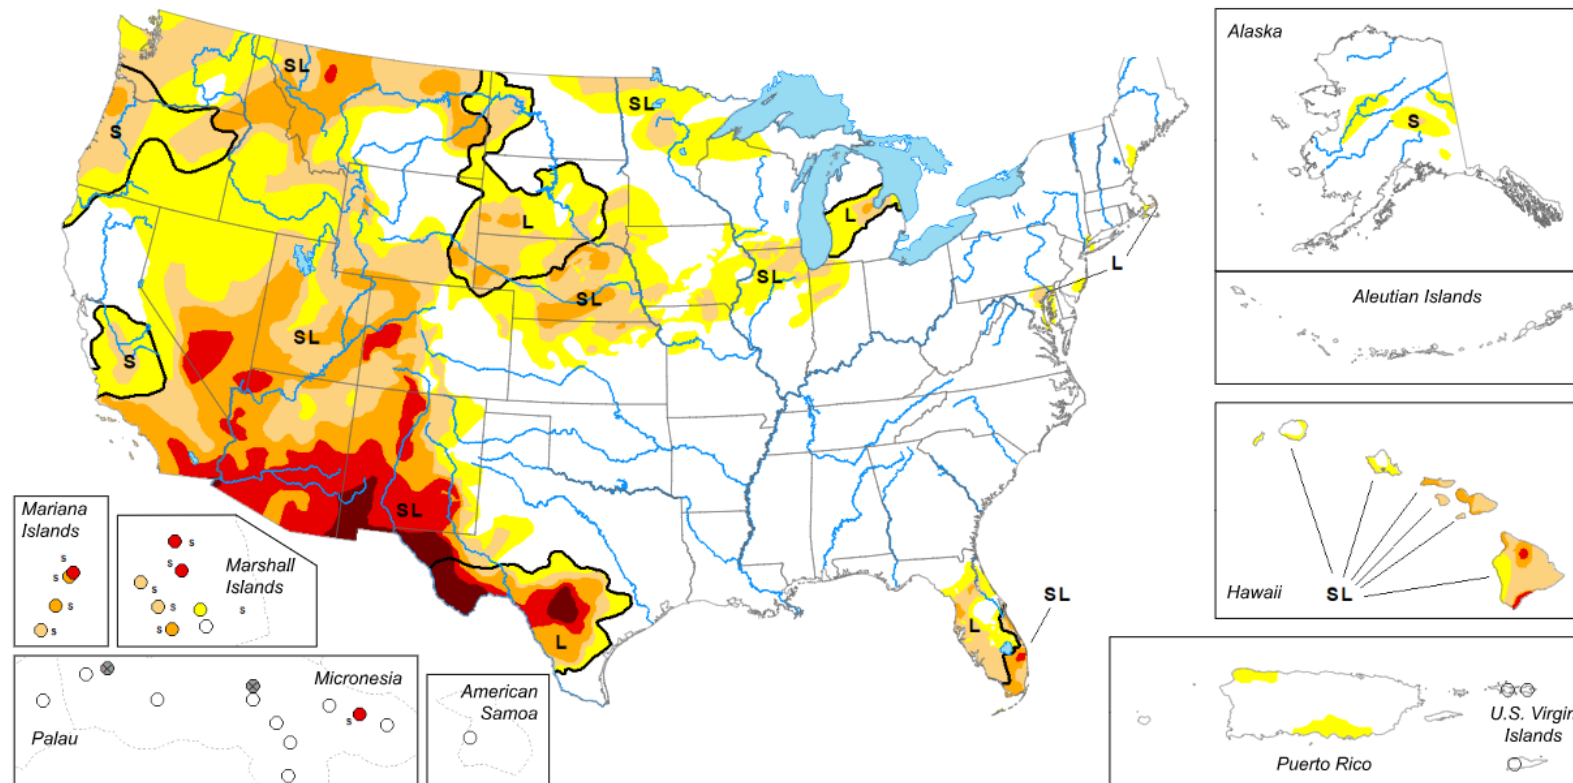 Alaska
S
Aleutian Islands
Hawaii
SL
U.S. Virgin
Islands
Puerto Rico
SL
SL
S
L
L
SL
L
SL
SL
S
SL
L
L
SL
Mariana
Islands
s
s
s
s
Marshall
Islands
s
s
s
s
s
s
Micronesia
s
Palau
American
Samoa